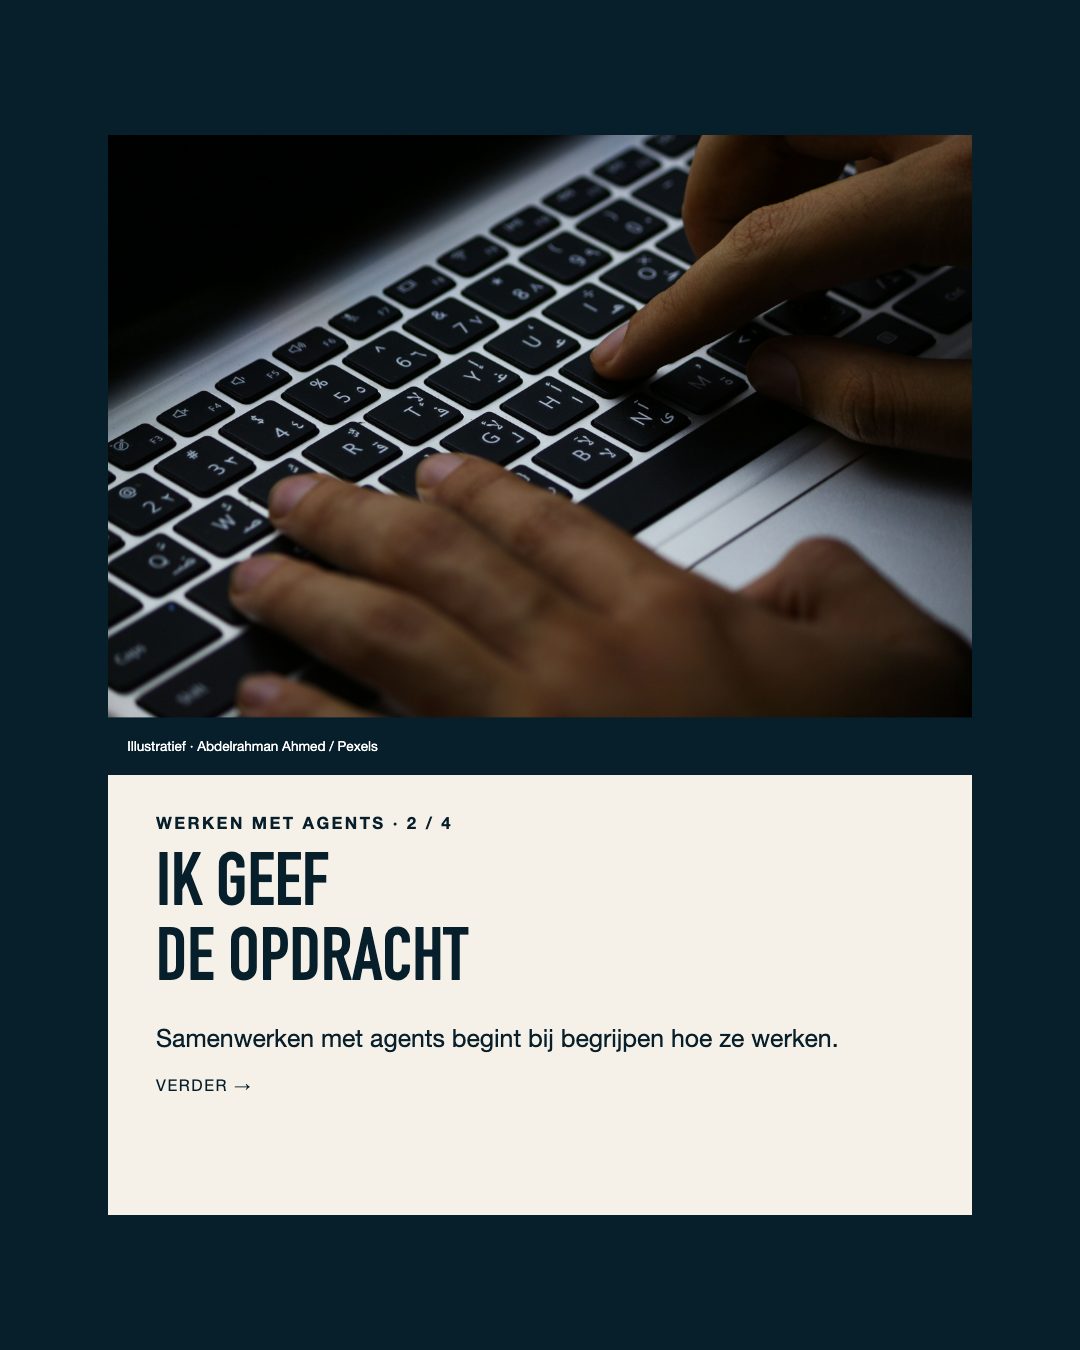 Illustratief · Abdelrahman Ahmed / Pexels
WERKEN MET AGENTS · 2 / 4
IK GEEF
DE OPDRACHT
Samenwerken met agents begint bij begrijpen hoe ze werken.
VERDER →